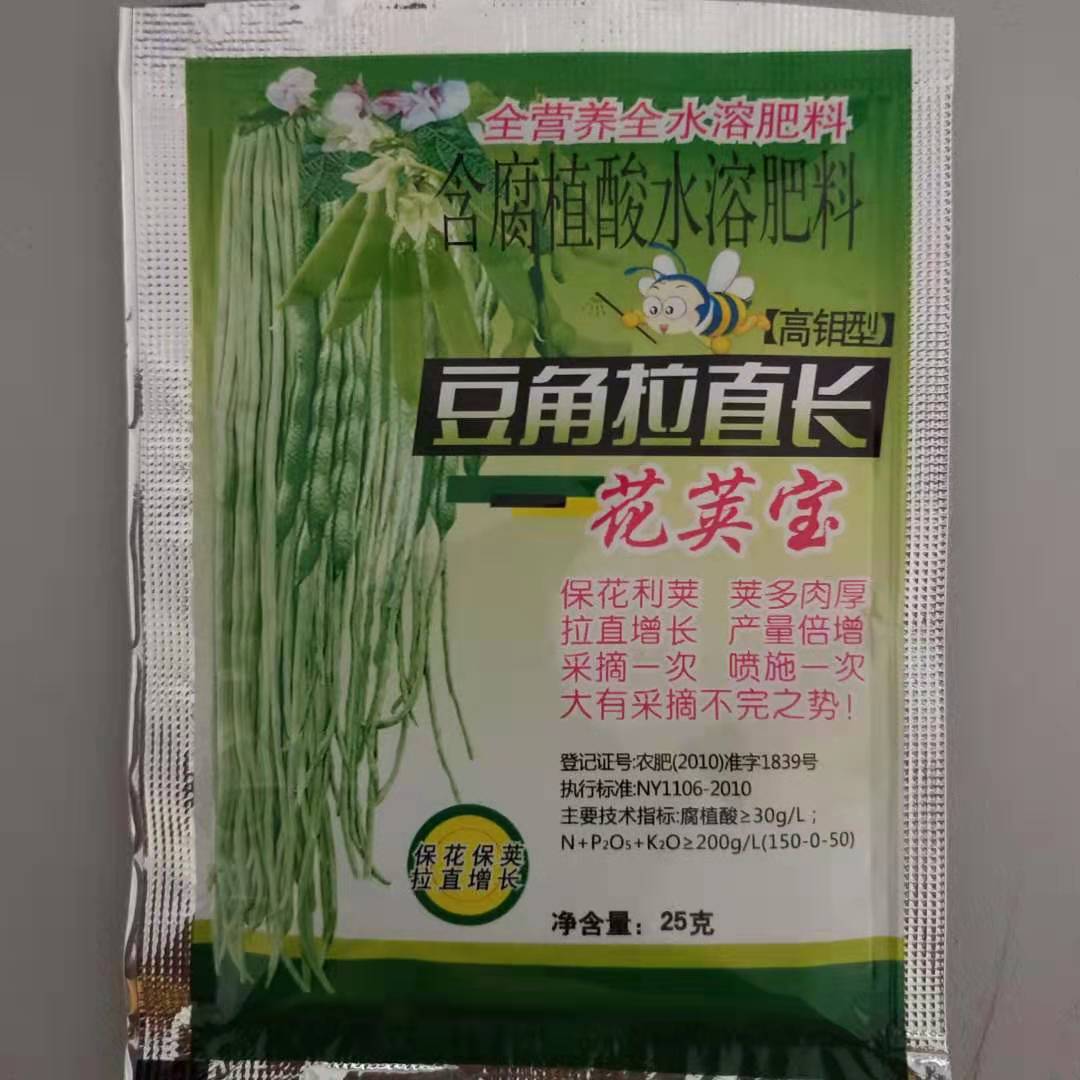 全营养全水溶肥料
含腐植酸水溶肥料
【高钼型】
豆角拉直长
花荚宝
保花利荚 荚多肉厚
拉直增长 产量倍增
采摘一次 喷施一次
大有采摘不完之势！
登记证号:农肥(2010)准字1839号
执行标准:NY1106-2010
主要技术指标:腐植酸≥30g/L；
N+P₂O₅+K₂O≥200g/L(150-0-50)
保花保荚
拉直增长
净含量：25克